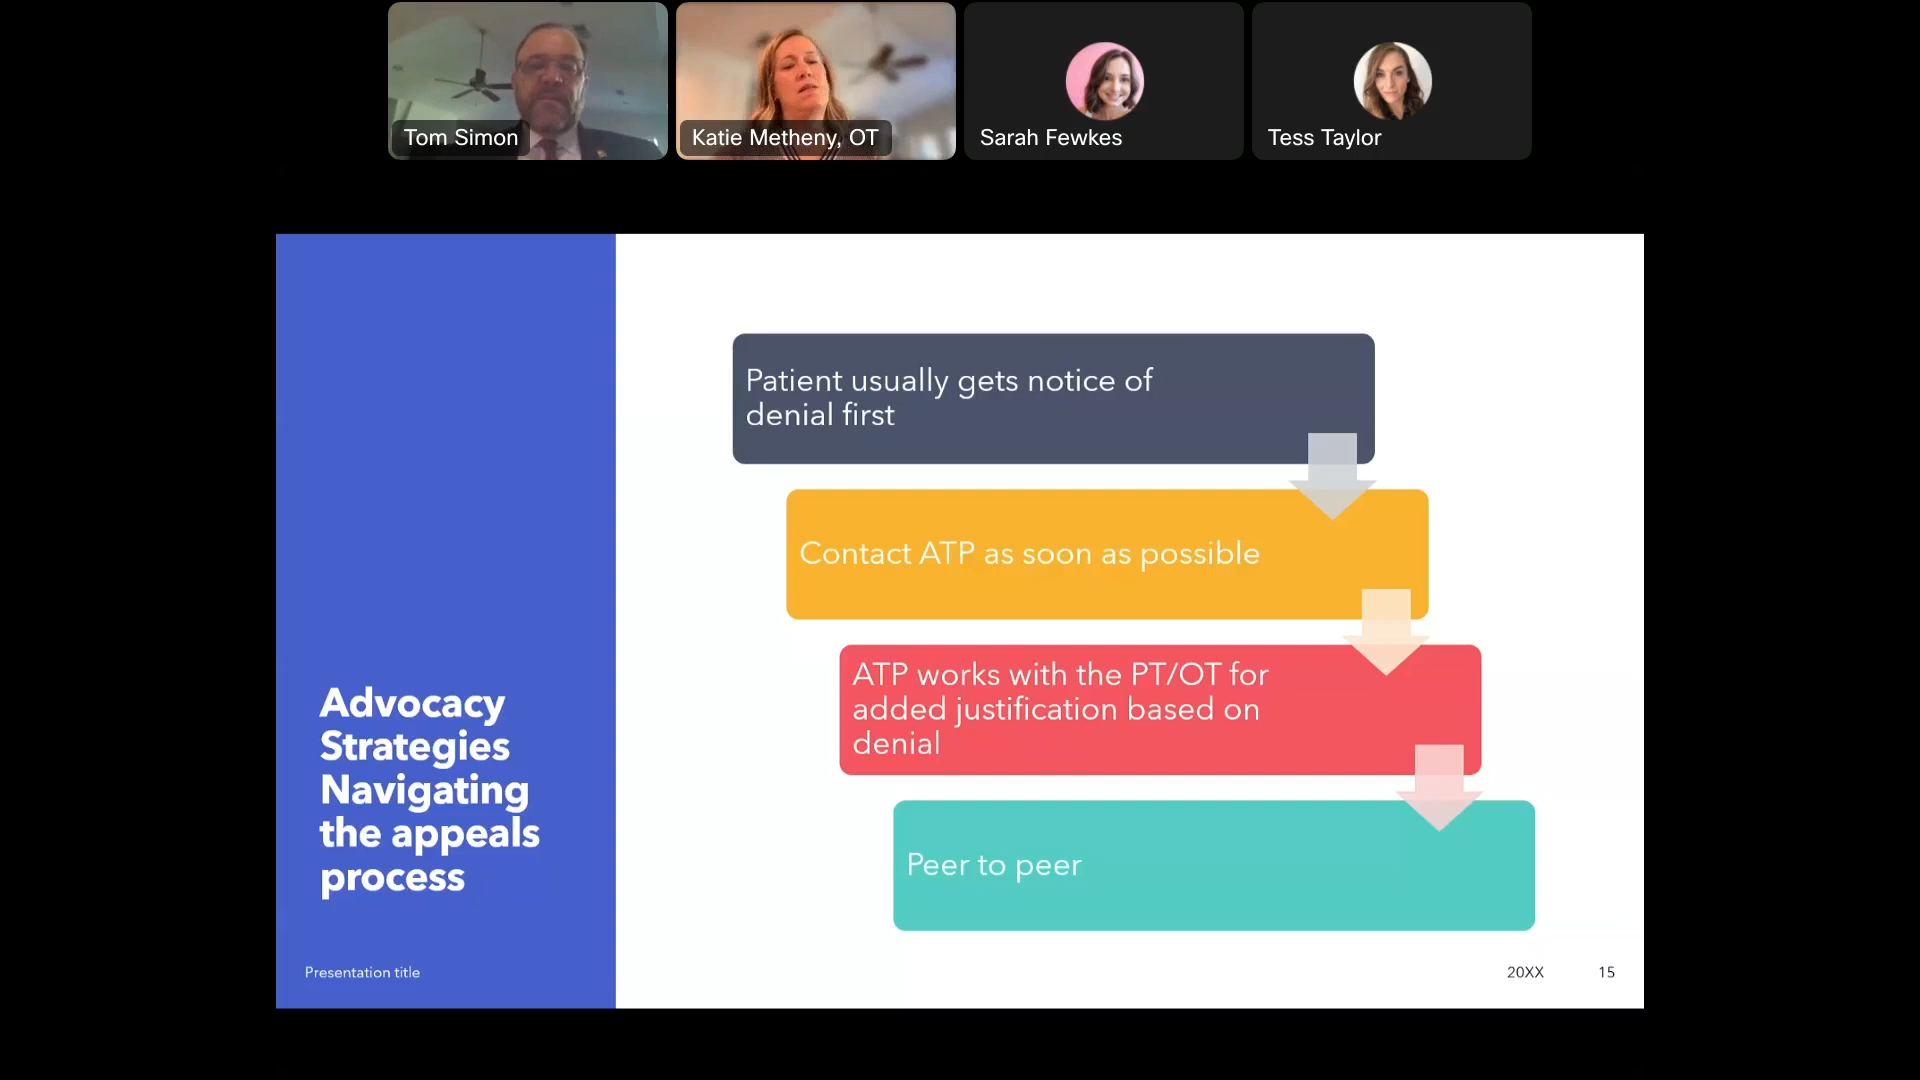 Tom Simon
Katie Metheny, OT
Sarah Fewkes
Tess Taylor
Advocacy
Strategies
Navigating
the appeals
process
Patient usually gets notice of
denial first
Contact ATP as soon as possible
ATP works with the PT/OT for
added justification based on
denial
Peer to peer
Presentation title
20XX
15